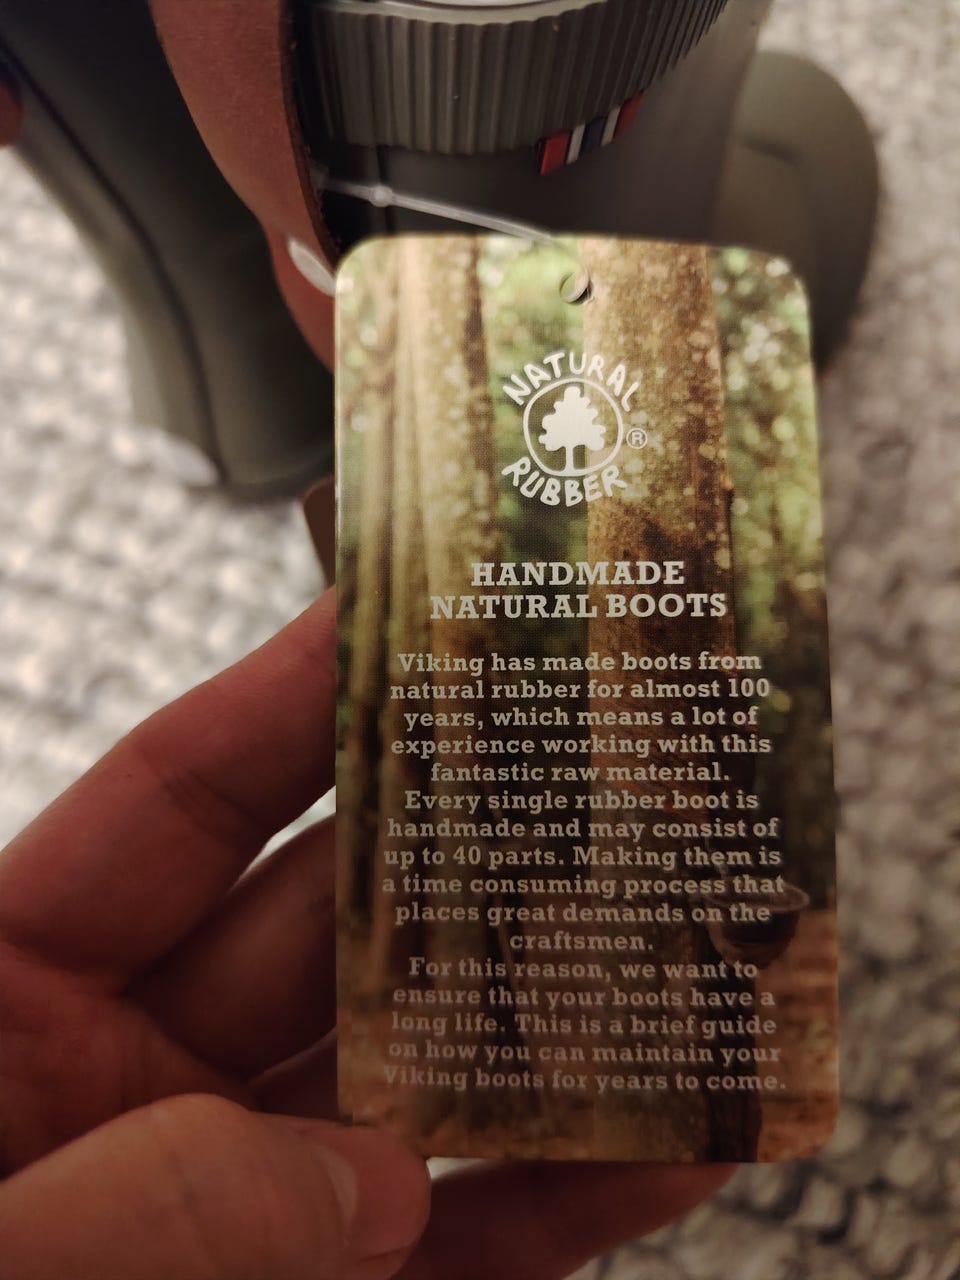 NATURAL
®
RUBBER
HANDMADE
NATURAL BOOTS
Viking has made boots from
natural rubber for almost 100
years, which means a lot of
experience working with this
fantastic raw material.
Every single rubber boot is
handmade and may consist of
up to 40 parts. Making them is
a time consuming process that
places great demands on the
craftsmen.
For this reason, we want to
ensure that your boots have a
long life. This is a brief guide
on how you can maintain your
Viking boots for years to come.